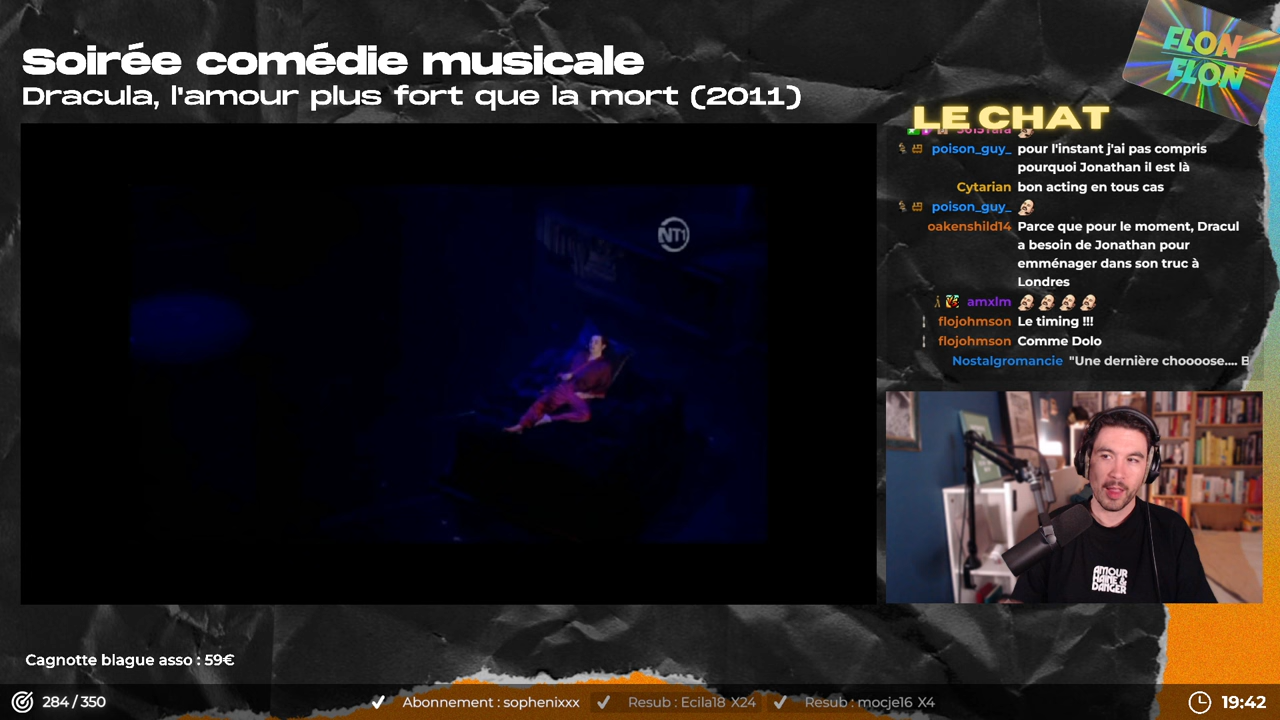 Soirée comédie musicale
Dracula, l'amour plus fort que la mort (2011)
FLON
FLON
LE CHAT
poison_guy_ pour l'instant j'ai pas compris
pourquoi Jonathan il est là
Cytarian bon acting en tous cas
poison_guy_
oakenshild14 Parce que pour le moment, Dracul
a besoin de Jonathan pour
emménager dans son truc à
Londres
amxlm
flojohmson Le timing !!!
flojohmson Comme Dolo
Nostalgromancie "Une dernière choooose.... B
NT1
AMOUR
HAINE &
DANGER
Cagnotte blague asso : 59€
284 / 350
Abonnement : sophenixxx
Resub : Ecila18 X24
Resub : mocje16 X4
19:42